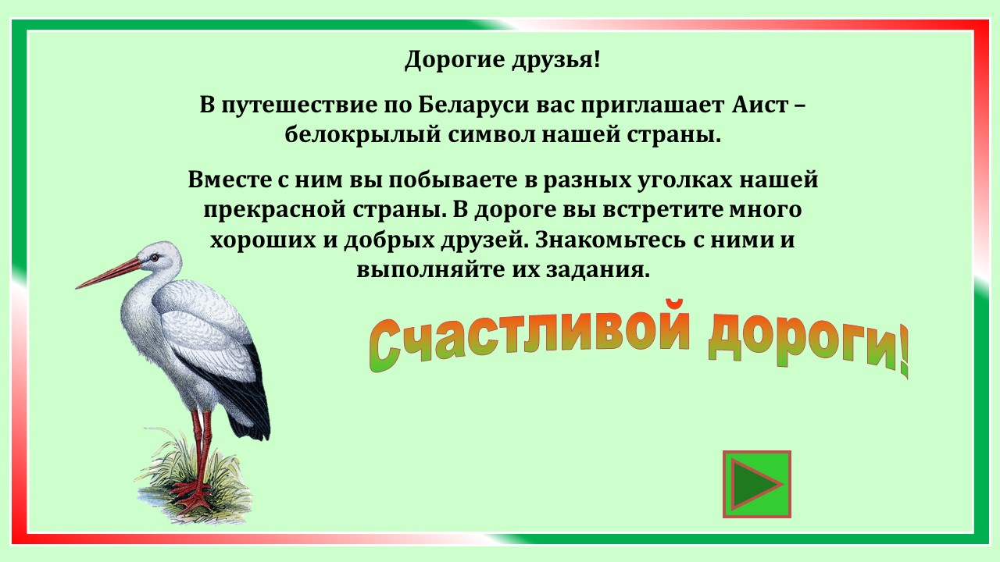 Дорогие друзья!
В путешествие по Беларуси вас приглашает Аист –
белокрылый символ нашей страны.
Вместе с ним вы побываете в разных уголках нашей
прекрасной страны. В дороге вы встретите много
хороших и добрых друзей. Знакомьтесь с ними и
выполняйте их задания.
Счастливой дороги!